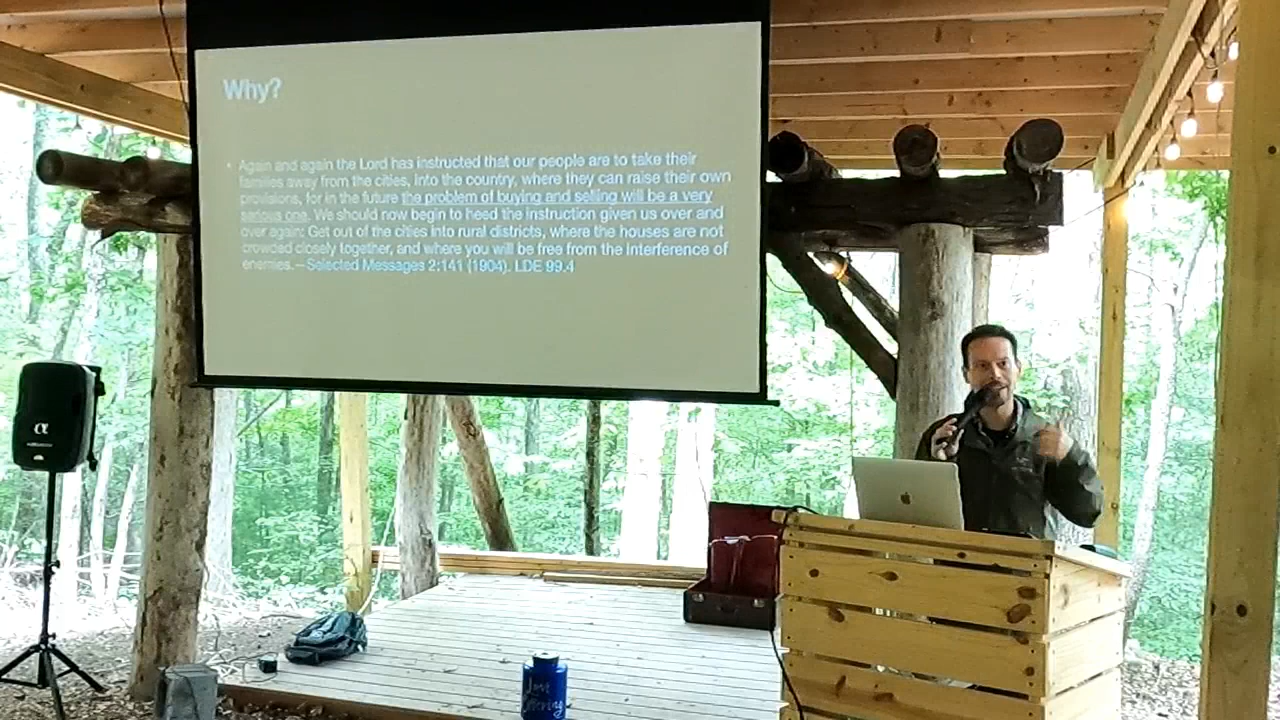 Why?
• Again and again the Lord has instructed that our people are to take their
families away from the cities, into the country, where they can raise their own
provisions, for in the future the problem of buying and selling will be a very
serious one. We should now begin to heed the instruction given us over and
over again: Get out of the cities into rural districts, where the houses are not
crowded closely together, and where you will be free from the interference of
enemies.—Selected Messages 2:141 (1904). LDE 99.4
Love
Offering